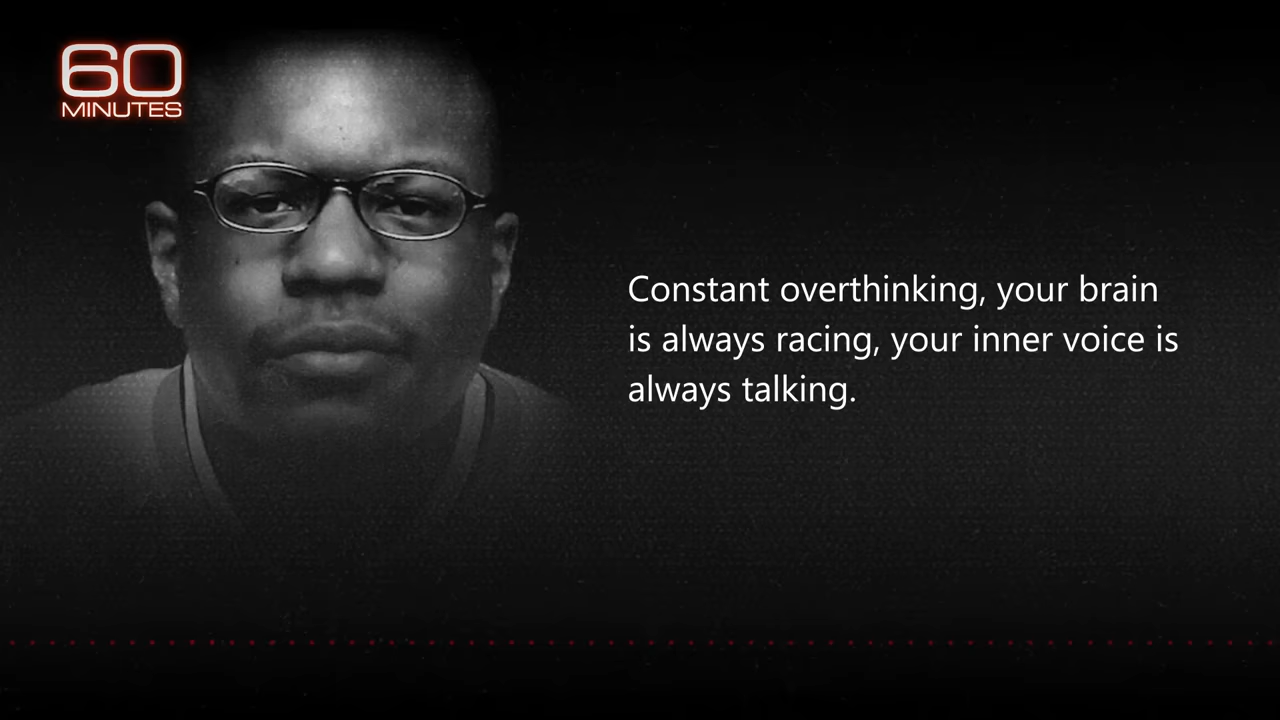 60
MINUTES
Constant overthinking, your brain
is always racing, your inner voice is
always talking.